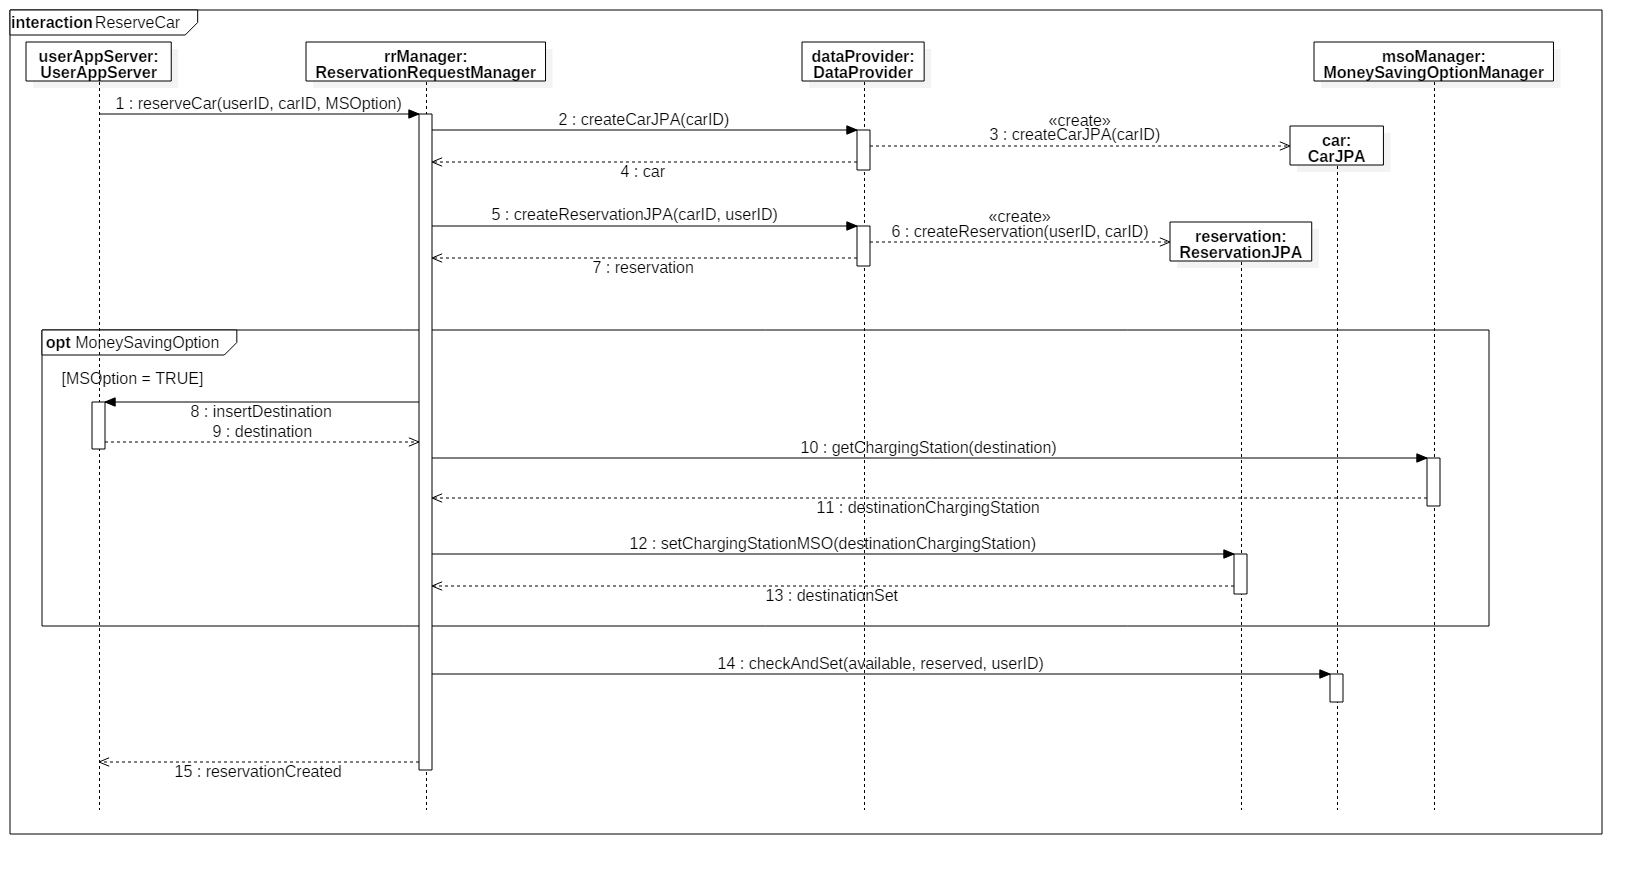 interaction ReserveCar
userAppServer:
UserAppServer
rrManager:
ReservationRequestManager
dataProvider:
DataProvider
msoManager:
MoneySavingOptionManager
1 : reserveCar(userID, carID, MSOption)
2 : createCarJPA(carID)
«create»
3 : createCarJPA(carID)
car:
CarJPA
4 : car
5 : createReservationJPA(carID, userID)
«create»
6 : createReservation(userID, carID)
reservation:
ReservationJPA
7 : reservation
opt MoneySavingOption
[MSOption = TRUE]
8 : insertDestination
9 : destination
10 : getChargingStation(destination)
11 : destinationChargingStation
12 : setChargingStationMSO(destinationChargingStation)
13 : destinationSet
14 : checkAndSet(available, reserved, userID)
15 : reservationCreated